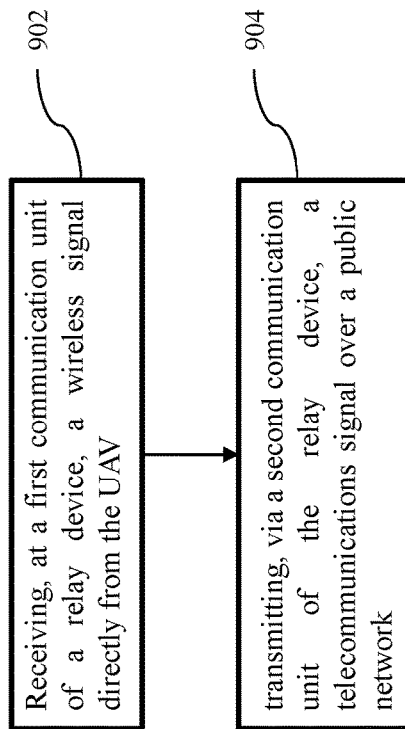 Receiving, at a first communication unit
of a relay device, a wireless signal
directly from the UAV
902
transmitting, via a second communication
unit of the relay device, a
telecommunications signal over a public
network
904